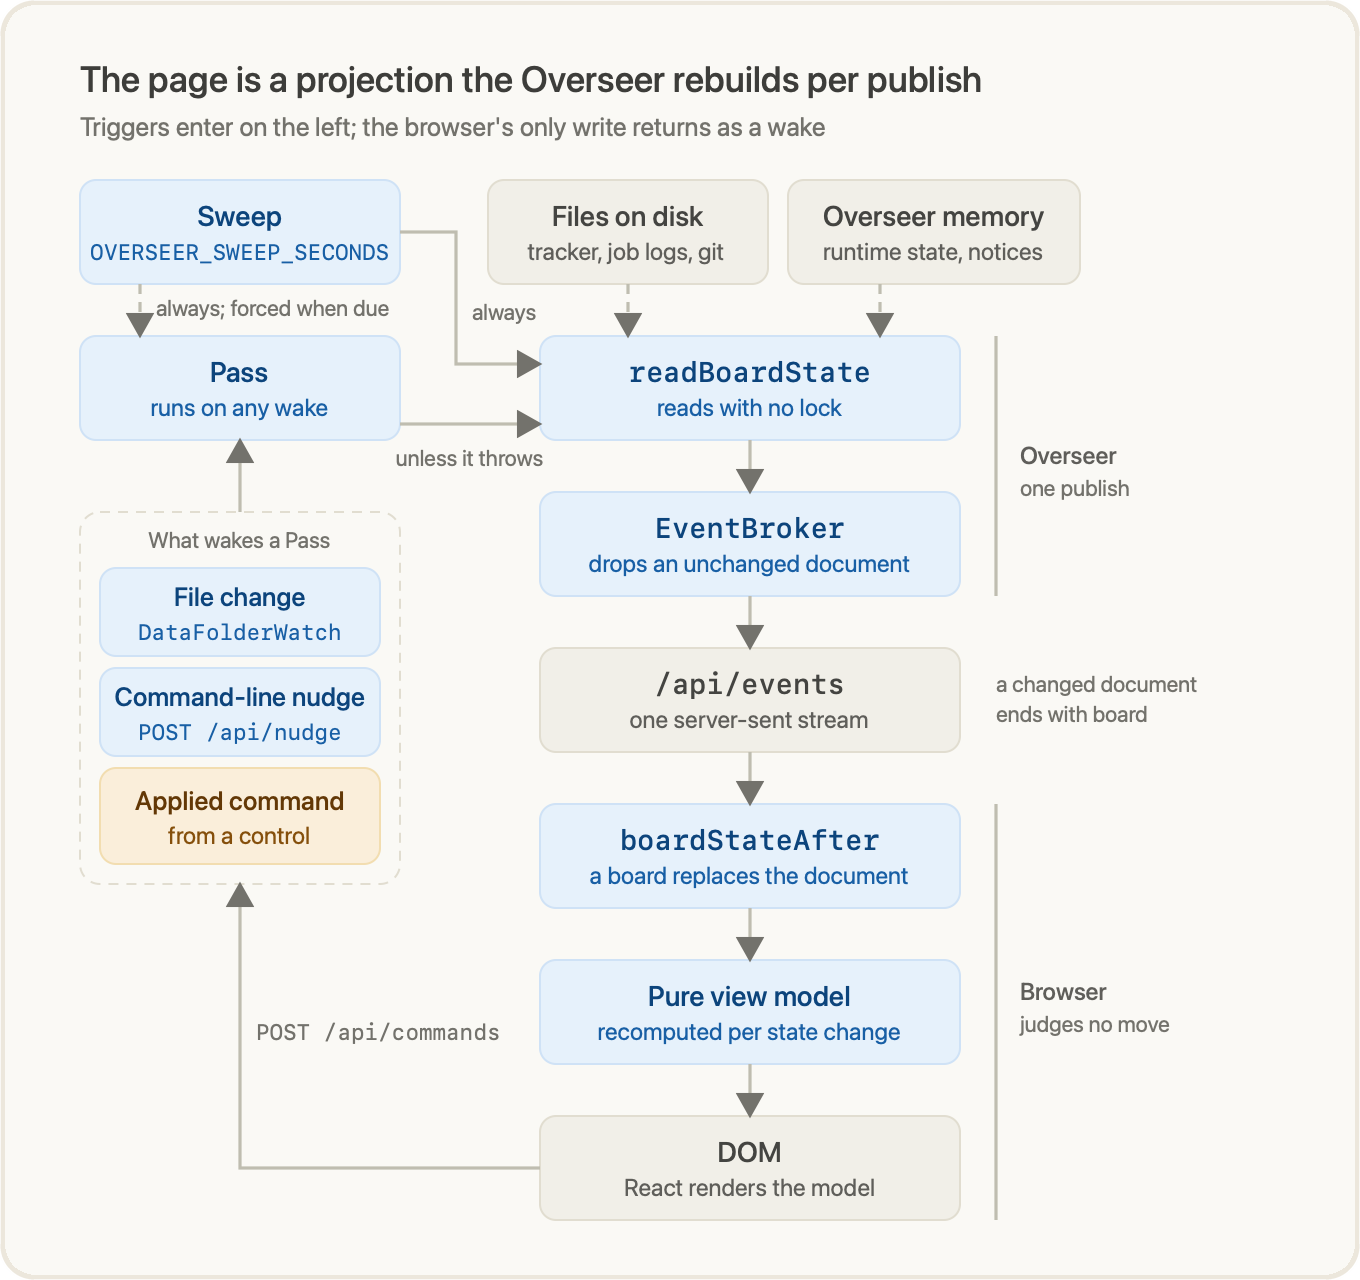 The page is a projection the Overseer rebuilds per publish
Triggers enter on the left; the browser's only write returns as a wake
Sweep
OVERSEER_SWEEP_SECONDS
Files on disk
tracker, job logs, git
Overseer memory
runtime state, notices
always; forced when due
always
Pass
runs on any wake
readBoardState
reads with no lock
unless it throws
Overseer
one publish
What wakes a Pass
File change
DataFolderWatch
Command-line nudge
POST /api/nudge
Applied command
from a control
EventBroker
drops an unchanged document
/api/events
one server-sent stream
a changed document
ends with board
boardStateAfter
a board replaces the document
Pure view model
recomputed per state change
Browser
judges no move
POST /api/commands
DOM
React renders the model